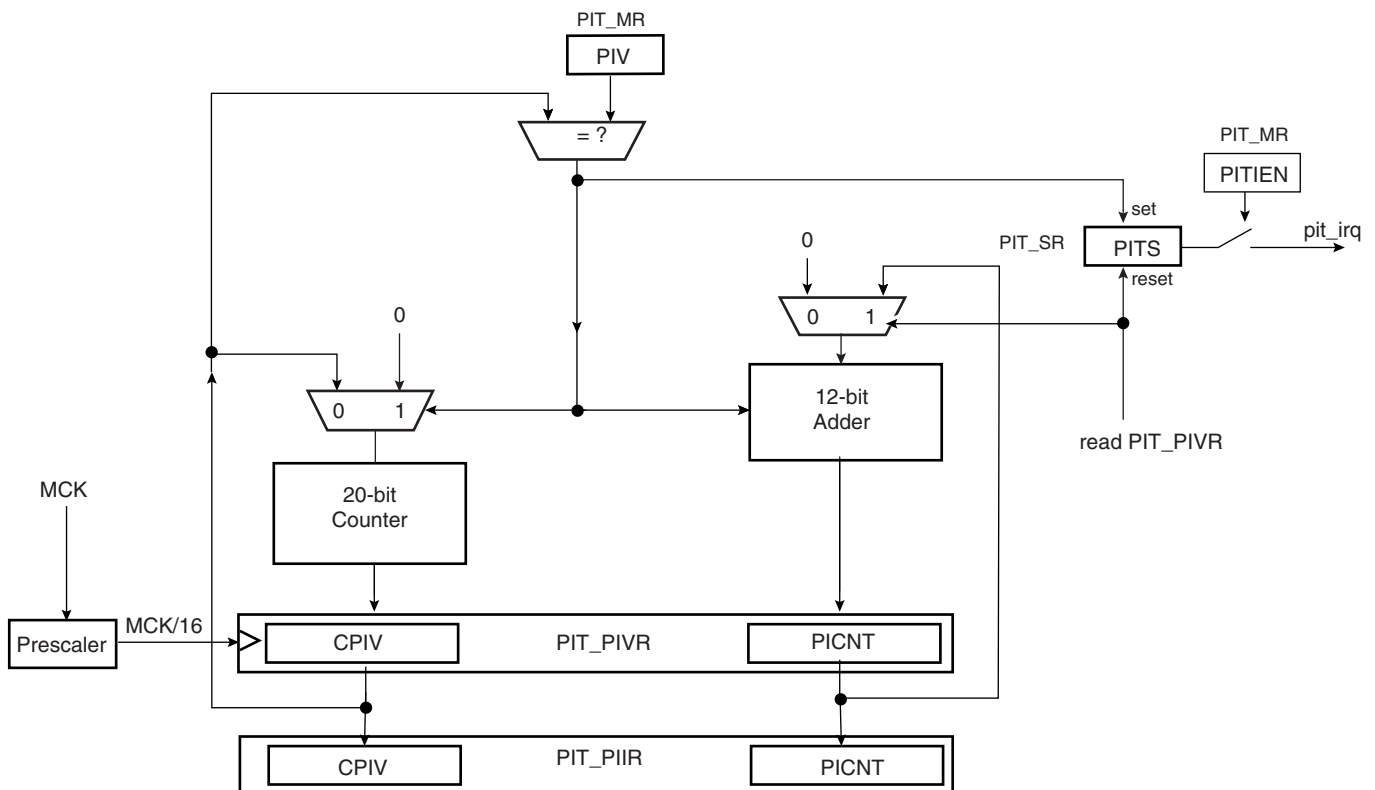 PIT_MR
PIV
= ?
PIT_MR
PITIEN
set
PIT_SR
PITS
pit_irq
reset
0
0 1
0
0 1
12-bit
Adder
read PIT_PIVR
20-bit
Counter
MCK
Prescaler
MCK/16
CPIV
PIT_PIVR
PICNT
CPIV
PIT_PIIR
PICNT